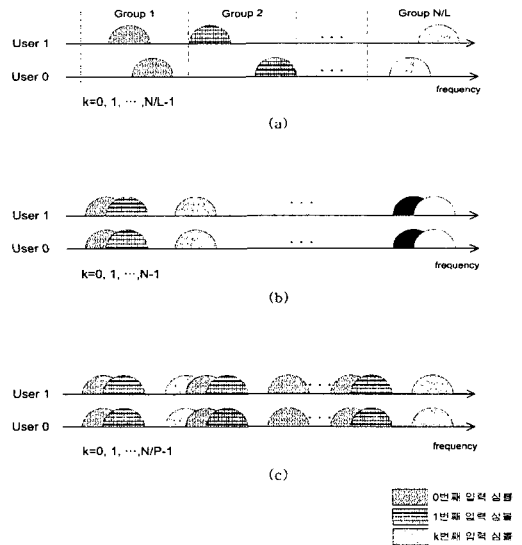 Group 1 Group 2 Group N/L
User 1 ...
User 0 ...
frequency
k=0, 1, ⋯,N/L-1
(a)
User 1 ...
User 0 ...
frequency
k=0, 1, ⋯,N-1
(b)
User 1 ...
User 0 ...
frequency
k=0, 1, ⋯,N/P-1
(c)
0번째 입력 심볼
1번째 입력 심볼
k번째 입력 심볼